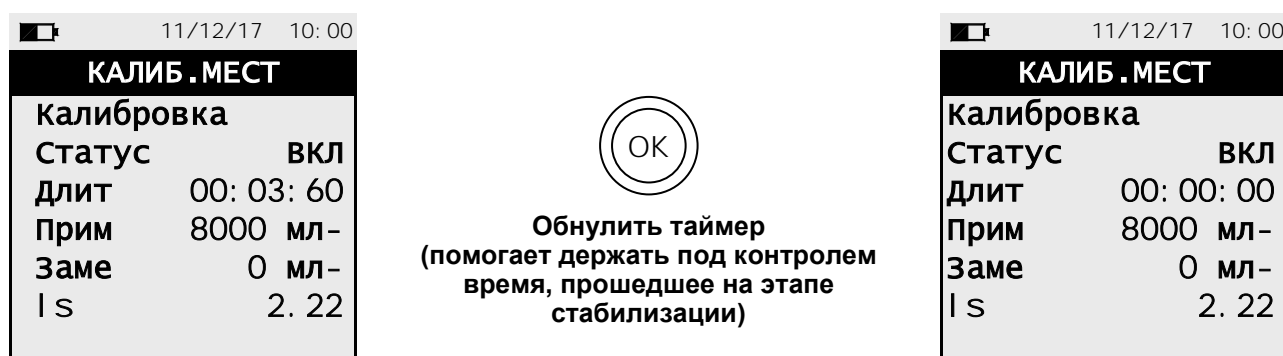 11/12/17 10:00
КАЛИБ.МЕСТ
Калибровка
Статус ВКЛ
Длит 00:03:60
Прим 8000 мл-
Заме 0 мл-
Is 2.22
OK
Обнулить таймер
(помогает держать под контролем
время, прошедшее на этапе
стабилизации)
11/12/17 10:00
КАЛИБ.МЕСТ
Калибровка
Статус ВКЛ
Длит 00:00:00
Прим 8000 мл-
Заме 0 мл-
Is 2.22